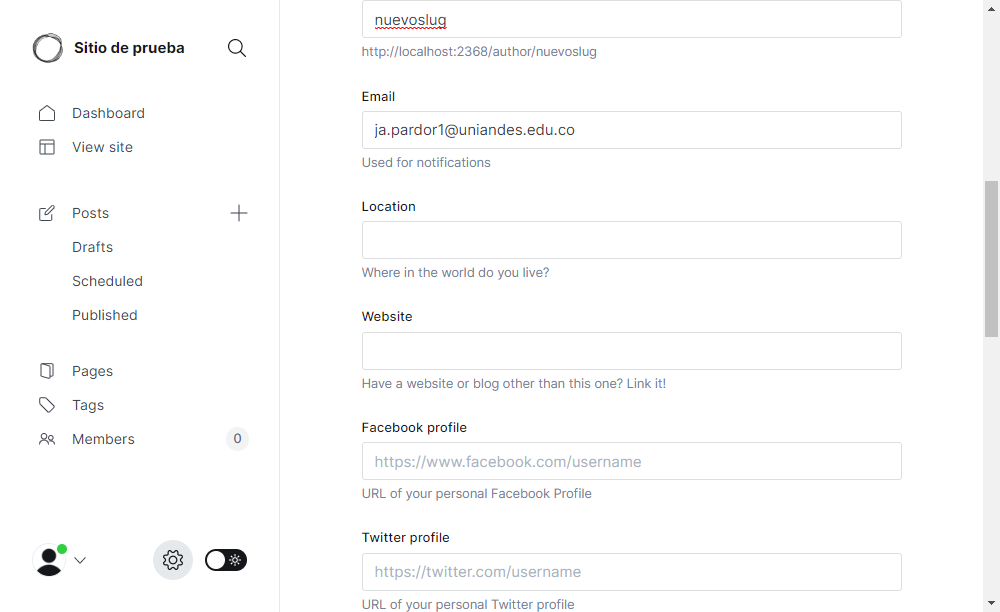 Sitio de prueba
Dashboard
View site
Posts
Drafts
Scheduled
Published
Pages
Tags
Members
0
nuevoslug
http://localhost:2368/author/nuevoslug
Email
ja.pardor1@uniandes.edu.co
Used for notifications
Location
Where in the world do you live?
Website
Have a website or blog other than this one? Link it!
Facebook profile
https://www.facebook.com/username
URL of your personal Facebook Profile
Twitter profile
https://twitter.com/username
URL of your personal Twitter profile